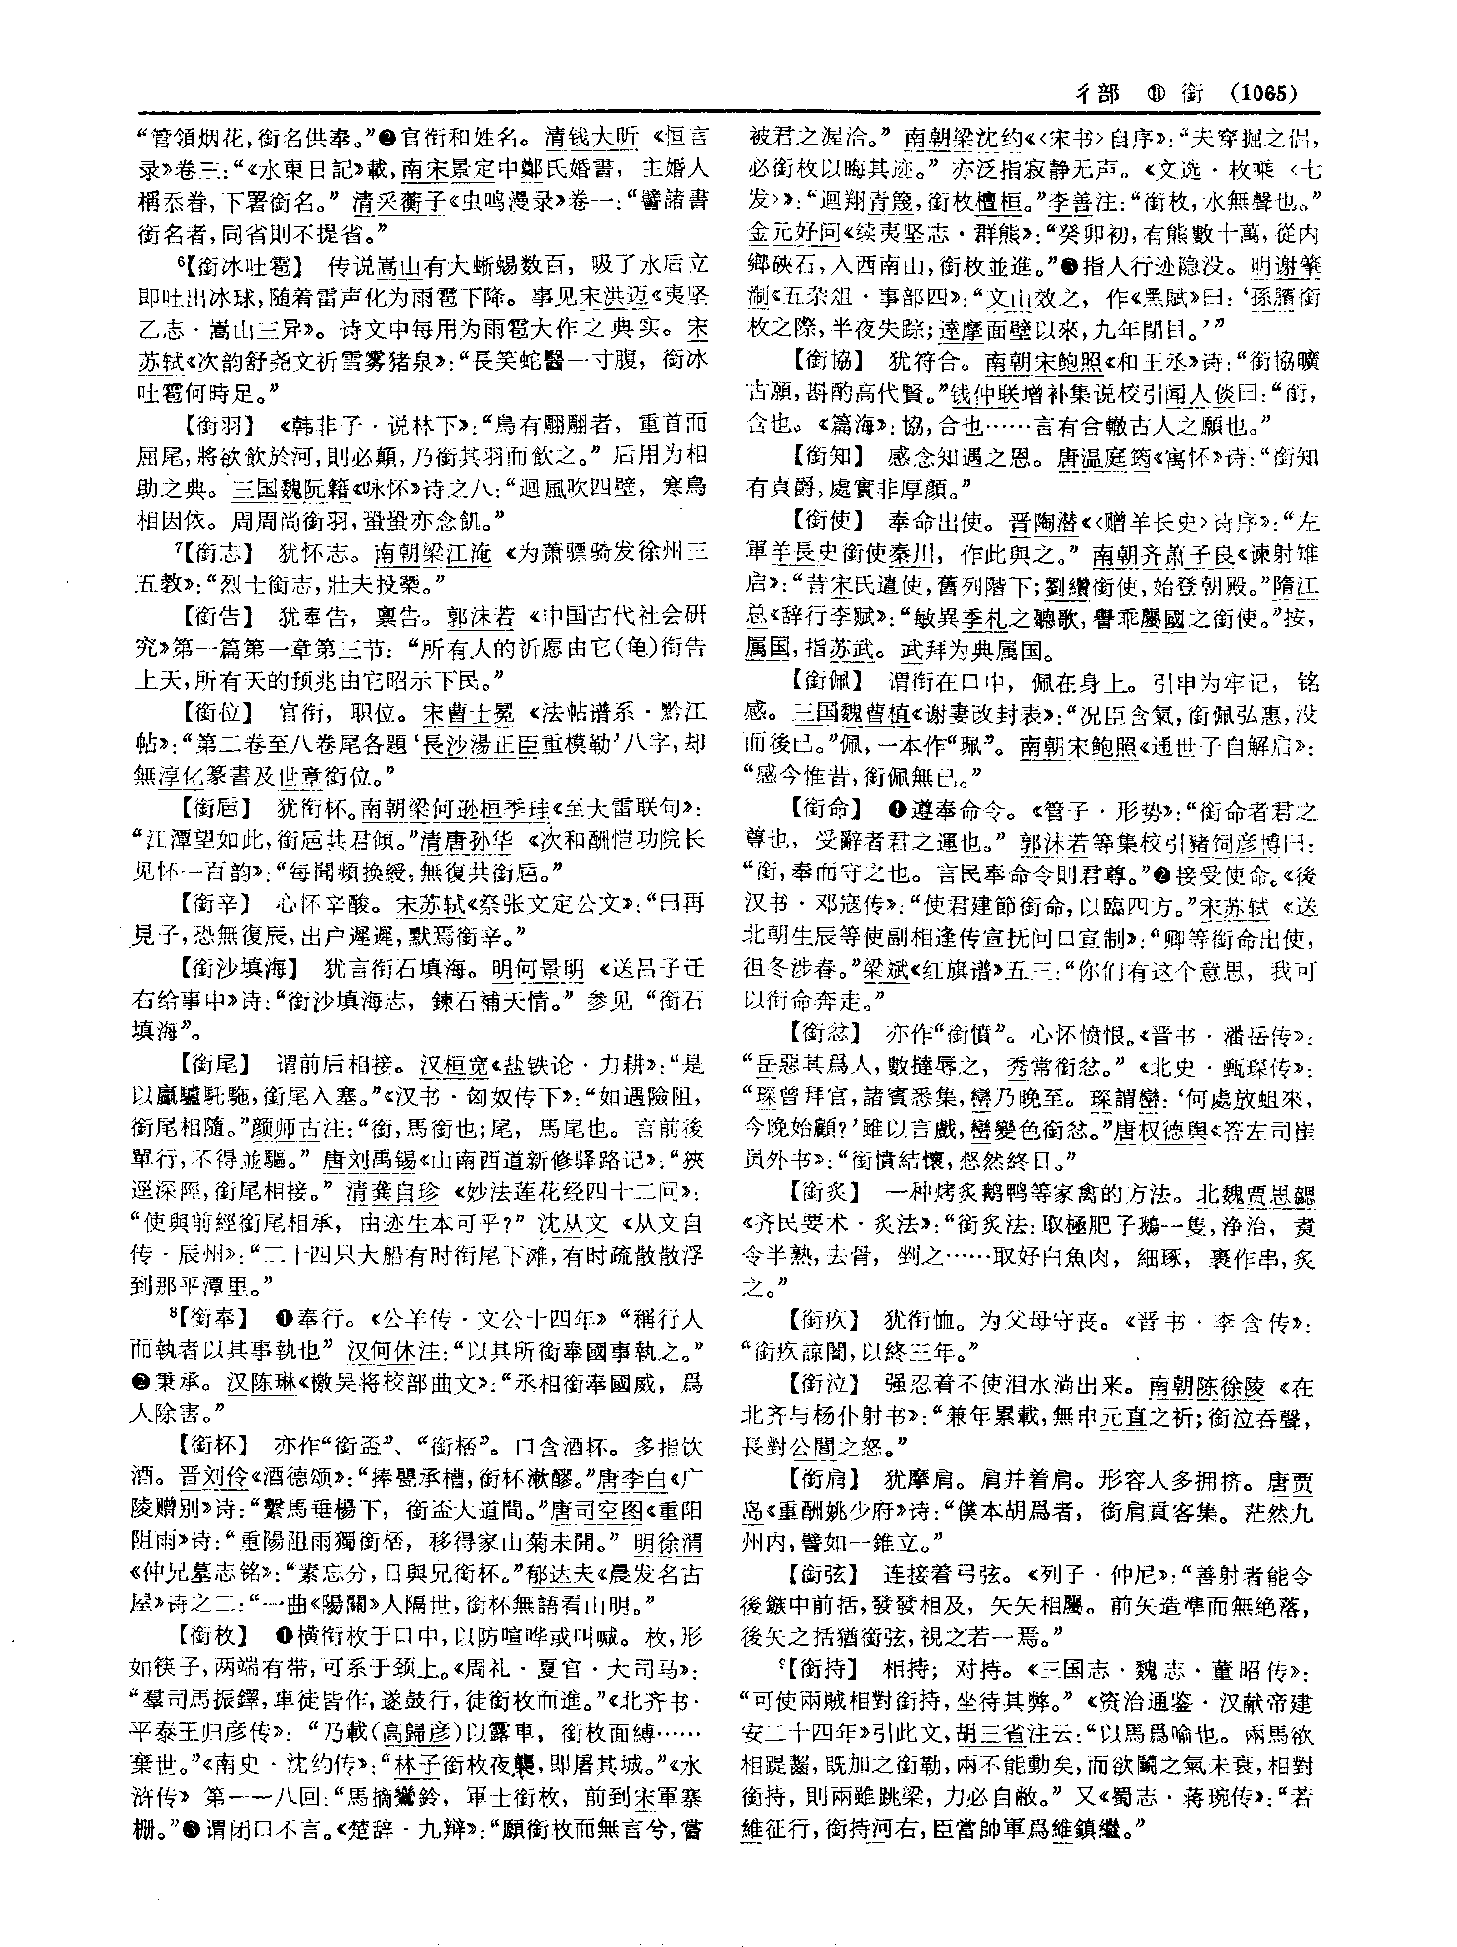 彳部 ⑪ 銜 (1065)
“管領烟花,銜名供奉。”❷官銜和姓名。清钱大昕《恒言
录》卷三:“《水東日記》載,南宋景定中鄭氏婚書,主婚人
稱忝眷,下署銜名。”清采蘅子《虫鸣漫录》卷一:“譬諸書
銜名者,同省則不提省。”
6【銜冰吐雹】 传说嵩山有大蜥蜴数百,吸了水后立
即吐出冰球,随着雷声化为雨雹下降。事见宋洪迈《夷坚
乙志·嵩山三异》。诗文中每用为雨雹大作之典实。宋
苏轼《次韵舒尧文祈雪雾猪泉》:“長笑蛇醫一寸腹,銜冰
吐雹何時足。”
【銜羽】 《韩非子·说林下》:“鳥有翢翢者,重首而
屈尾,將欲飲於河,則必顛,乃銜其羽而飲之。”后用为相
助之典。三国魏阮籍《咏怀》诗之八:“迴風吹四壁,寒鳥
相因依。周周尚銜羽,蛩蛩亦念飢。”
7【銜志】 犹怀志。南朝梁江淹《为萧骠骑发徐州三
五教》:“烈士銜志,壯夫投槩。”
【銜告】 犹奉告,禀告。郭沫若《中国古代社会研
究》第一篇第一章第三节:“所有人的祈愿由它(龟)衔告
上天,所有天的预兆由它昭示下民。”
【銜位】 官衔,职位。宋曹士冕《法帖谱系·黔江
帖》:“第二卷至八卷尾各題‘長沙湯正臣重模勒’八字,却
無淳化篆書及世章銜位。”
【銜巵】 犹衔杯。南朝梁何逊桓季珪《至大雷联句》:
“江潭望如此,銜巵共君傾。”清唐孙华《次和酬恺功院长
见怀一百韵》:“每聞頻換綬,無復共銜巵。”
【銜辛】 心怀辛酸。宋苏轼《祭张文定公文》:“曰再
見子,恐無復辰,出户遲遲,默焉銜辛。”
【銜沙填海】 犹言衔石填海。明何景明《送吕子迁
右给事中》诗:“銜沙填海志,鍊石補天情。”参见“銜石
填海”。
【銜尾】 谓前后相接。汉桓宽《盐铁论·力耕》:“是
以驘驢馲駞,銜尾入塞。”《汉书·匈奴传下》:“如遇險阻,
銜尾相隨。”颜师古注:“銜,馬銜也;尾,馬尾也。言前後
單行,不得並驅。”唐刘禹锡《山南西道新修驿路记》:“狹
逕深陘,銜尾相接。”清龚自珍《妙法莲花经四十二问》:
“使與前經銜尾相承,由迹生本可乎?”沈从文《从文自
传·辰州》:“二十四只大船有时衔尾下滩,有时疏散散浮
到那平潭里。”
8【銜奉】 ❶奉行。《公羊传·文公十四年》“稱行人
而執者以其事執也”汉何休注:“以其所銜奉國事執之。”
❷秉承。汉陈琳《檄吴将校部曲文》:“丞相銜奉國威,爲
人除害。”
【銜杯】 亦作“銜盃”、“銜桮”。口含酒杯。多指饮
酒。晋刘伶《酒德颂》:“捧甖承槽,銜杯漱醪。”唐李白《广
陵赠别》诗:“繫馬垂楊下,銜盃大道間。”唐司空图《重阳
阻雨》诗:“重陽阻雨獨銜桮,移得家山菊未開。”明徐渭
《仲兄墓志铭》:“素忘分,日與兄銜杯。”郁达夫《晨发名古
屋》诗之二:“一曲《陽關》人隔世,銜杯無語看山明。”
【銜枚】 ❶横衔枚于口中,以防喧哗或叫喊。枚,形
如筷子,两端有带,可系于颈上。《周礼·夏官·大司马》:
“羣司馬振鐸,車徒皆作,遂鼓行,徒銜枚而進。”《北齐书·
平秦王归彦传》:“乃載(高歸彦)以露車,銜枚面縛……
棄世。”《南史·沈约传》:“林子銜枚夜襲,即屠其城。”《水
浒传》第一一八回:“馬摘鸞鈴,軍士銜枚,前到宋軍寨
栅。”❸谓闭口不言。《楚辞·九辩》:“願銜枚而無言兮,嘗
被君之渥洽。”南朝梁沈约《〈宋书〉自序》:“夫穿掘之侣,
必銜枚以晦其迹。”亦泛指寂静无声。《文选·枚乘〈七
发〉》:“迴翔青篾,銜枚檀桓。”李善注:“銜枚,水無聲也。”
金元好问《续夷坚志·群熊》:“癸卯初,有熊數十萬,從内
鄉硤石,入西南山,銜枚並進。”❸指人行迹隐没。明谢肇
淛《五杂俎·事部四》:“文山效之,作《黑賦》曰:‘孫臏銜
枚之際,半夜失踪;達摩面壁以來,九年閉目。’”
【銜協】 犹符合。南朝宋鲍照《和王丞》诗:“銜協曠
古願,斟酌高代賢。”钱仲联增补集说校引闻人倓曰:“銜,
含也。《篇海》:協,合也……言有合轍古人之願也。”
【銜知】 感念知遇之恩。唐温庭筠《寓怀》诗:“銜知
有貞爵,處實非厚顔。”
【銜使】 奉命出使。晋陶潜《〈赠羊长史〉诗序》:“左
軍羊長史銜使秦川,作此與之。”南朝齐萧子良《谏射雉
启》:“昔宋氏遣使,舊列階下;劉纘銜使,始登朝殿。”隋江
总《辞行李赋》:“敏異季札之聽歌,譽乖屬國之銜使。”按,
属国,指苏武。武拜为典属国。
【銜佩】 谓衔在口中,佩在身上。引申为牢记,铭
感。三国魏曹植《谢妻改封表》:“况臣含氣,銜佩弘惠,没
而後已。”佩,一本作“珮”。南朝宋鲍照《通世子自解启》:
“感今惟昔,銜佩無已。”
【銜命】 ❶遵奉命令。《管子·形势》:“銜命者君之
尊也,受辭者君之運也。”郭沫若等集校引猪饲彦博曰:
“銜,奉而守之也。言民奉命令則君尊。”❷接受使命。《後
汉书·邓寇传》:“使君建節銜命,以臨四方。”宋苏轼《送
北朝生辰等使副相逢传宣抚问口宣制》:“卿等銜命出使,
徂冬涉春。”梁斌《红旗谱》五三:“你们有这个意思,我可
以衔命奔走。”
【銜忿】 亦作“銜憤”。心怀愤恨。《晋书·潘岳传》:
“岳惡其爲人,數撻辱之,秀常銜忿。”《北史·甄琛传》:
“琛曾拜官,諸賓悉集,巒乃晚至。琛謂巒:‘何處放蛆來,
今晚始顧?’雖以言戲,巒變色銜忿。”唐权德舆《答左司崔
员外书》:“銜憤結懷,惄然終日。”
【銜炙】 一种烤炙鹅鸭等家禽的方法。北魏贾思勰
《齐民要术·炙法》:“銜炙法:取極肥子鵝一隻,净治,煮
令半熟,去骨,剉之……取好白魚肉,細琢,裹作串,炙
之。”
【銜疚】 犹衔恤。为父母守丧。《晋书·李含传》:
“銜疚諒闇,以終三年。”
【銜泣】 强忍着不使泪水淌出来。南朝陈徐陵《在
北齐与杨仆射书》:“兼年累載,無申元直之祈;銜泣吞聲,
長對公閭之怒。”
【銜肩】 犹摩肩。肩并着肩。形容人多拥挤。唐贾
岛《重酬姚少府》诗:“僕本胡爲者,銜肩貢客集。茫然九
州内,譬如一錐立。”
【銜弦】 连接着弓弦。《列子·仲尼》:“善射者能令
後鏃中前括,發發相及,矢矢相屬。前矢造準而無絶落,
後矢之括猶銜弦,視之若一焉。”
9【銜持】 相持;对持。《三国志·魏志·董昭传》:
“可使兩賊相對銜持,坐待其弊。”《资治通鉴·汉献帝建
安二十四年》引此文,胡三省注云:“以馬爲喻也。兩馬欲
相踶齧,既加之銜勒,兩不能動矣,而欲鬭之氣未衰,相對
銜持,則兩雖跳梁,力必自敝。”又《蜀志·蒋琬传》:“若
維征行,銜持河右,臣當帥軍爲維鎮繼。”